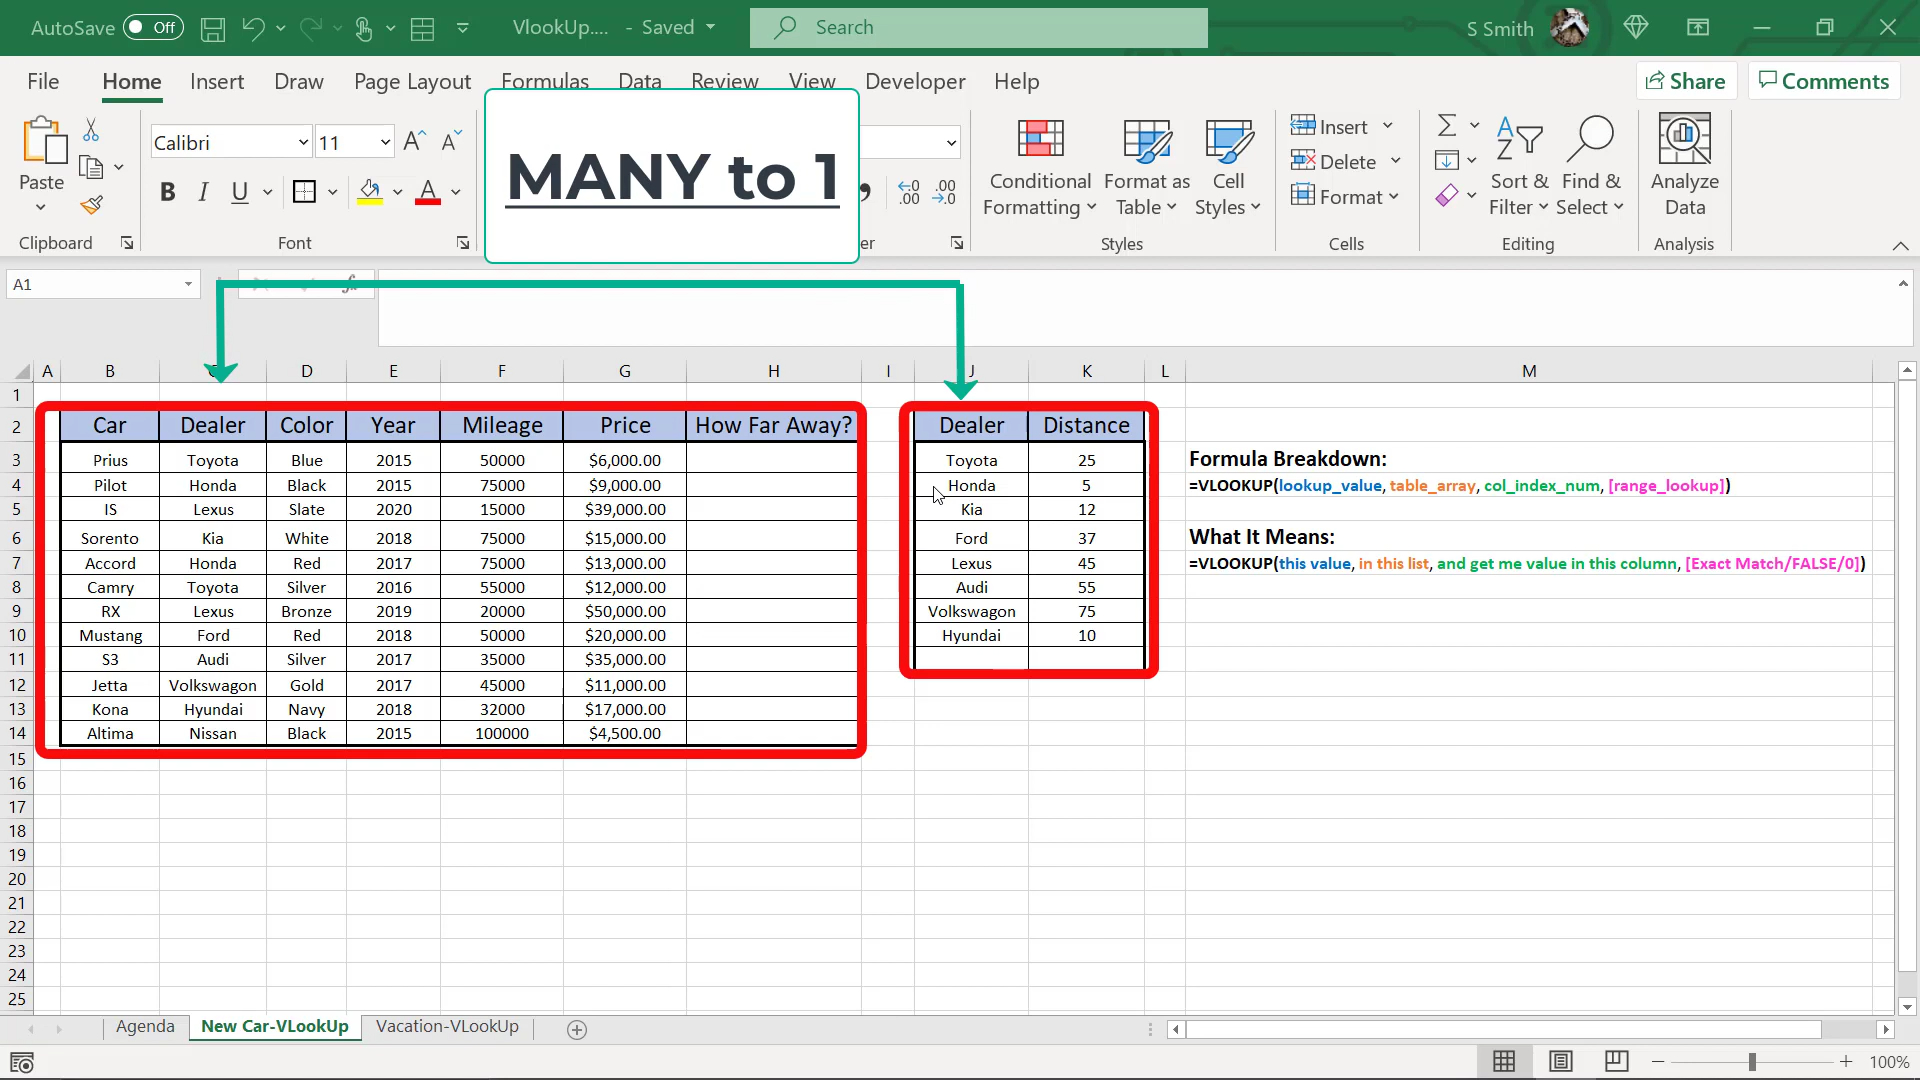 AutoSave Off VlookUp.... - Saved Search S Smith
File Home Insert Draw Page Layout Formulas Data Review View Developer Help Share Comments
MANY to 1
Paste
Clipboard
Calibri 11
B I U A
Font
er
Conditional Formatting
Format as Table
Cell Styles
Styles
Insert
Delete
Format
Cells
Sort & Filter
Find & Select
Editing
Analyze Data
Analysis
A1
A B D E F G H I J K L M
1
2 Car Dealer Color Year Mileage Price How Far Away? Dealer Distance
3 Prius Toyota Blue 2015 50000 $6,000.00 Toyota 25 Formula Breakdown:
4 Pilot Honda Black 2015 75000 $9,000.00 Honda 5 =VLOOKUP(lookup_value, table_array, col_index_num, [range_lookup])
5 IS Lexus Slate 2020 15000 $39,000.00 Kia 12
6 Sorento Kia White 2018 75000 $15,000.00 Ford 37 What It Means:
7 Accord Honda Red 2017 75000 $13,000.00 Lexus 45 =VLOOKUP(this value, in this list, and get me value in this column, [Exact Match/FALSE/0])
8 Camry Toyota Silver 2016 55000 $12,000.00 Audi 55
9 RX Lexus Bronze 2019 20000 $50,000.00 Volkswagon 75
10 Mustang Ford Red 2018 50000 $20,000.00 Hyundai 10
11 S3 Audi Silver 2017 35000 $35,000.00
12 Jetta Volkswagon Gold 2017 45000 $11,000.00
13 Kona Hyundai Navy 2018 32000 $17,000.00
14 Altima Nissan Black 2015 100000 $4,500.00
15
16
17
18
19
20
21
22
23
24
25
Agenda New Car-VLookUp Vacation-VLookUp
100%